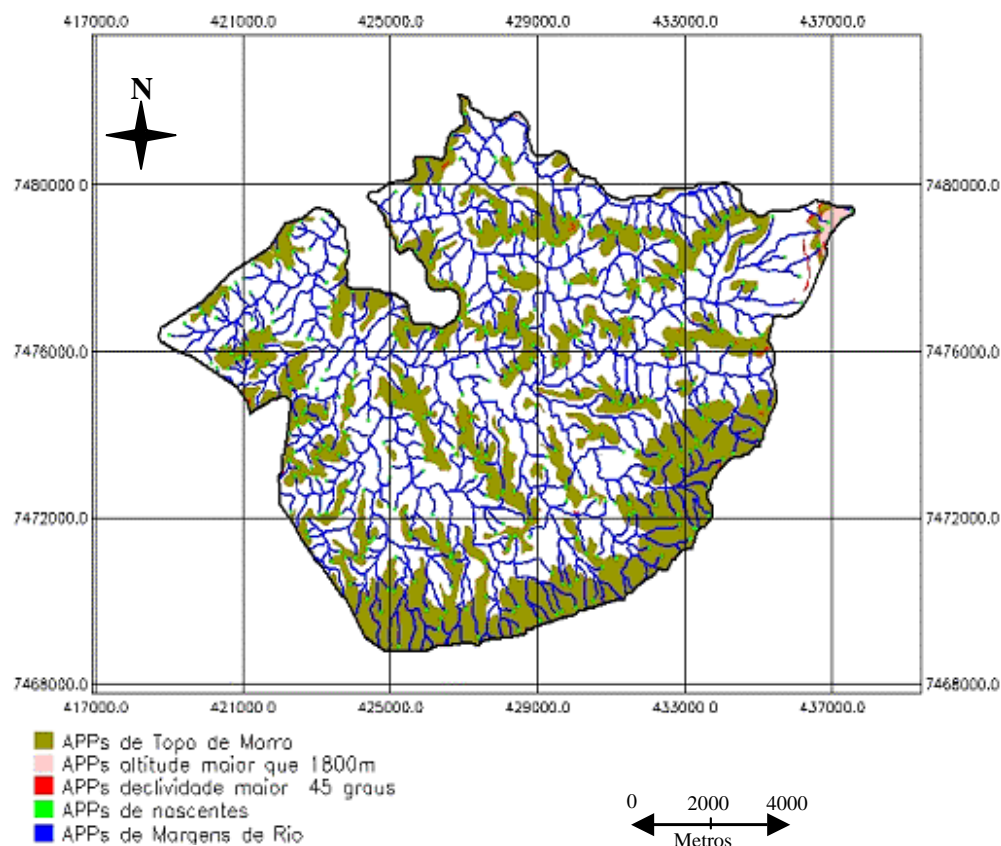 417000.0 421000.0 425000.0 429000.0 433000.0 437000.0
N
7480000.0 7480000.0
7476000.0 7476000.0
7472000.0 7472000.0
7468000.0 7468000.0
417000.0 421000.0 425000.0 429000.0 433000.0 437000.0
APPs de Topo de Morro
APPs altitude maior que 1800m
APPs declividade maior 45 graus
APPs de nascentes
APPs de Margens de Rio
0 2000 4000
Metros